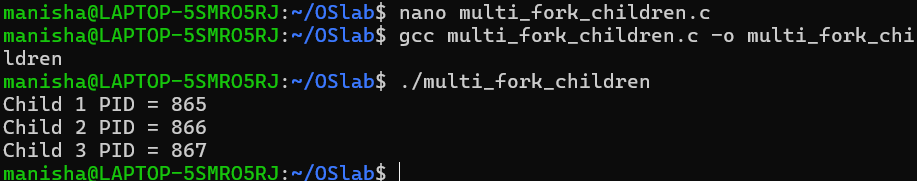 manisha@LAPTOP-5SMRO5RJ:~/OSlab$ nano multi_fork_children.c
manisha@LAPTOP-5SMRO5RJ:~/OSlab$ gcc multi_fork_children.c -o multi_fork_chi
ldren
manisha@LAPTOP-5SMRO5RJ:~/OSlab$ ./multi_fork_children
Child 1 PID = 865
Child 2 PID = 866
Child 3 PID = 867
manisha@LAPTOP-5SMRO5RJ:~/OSlab$